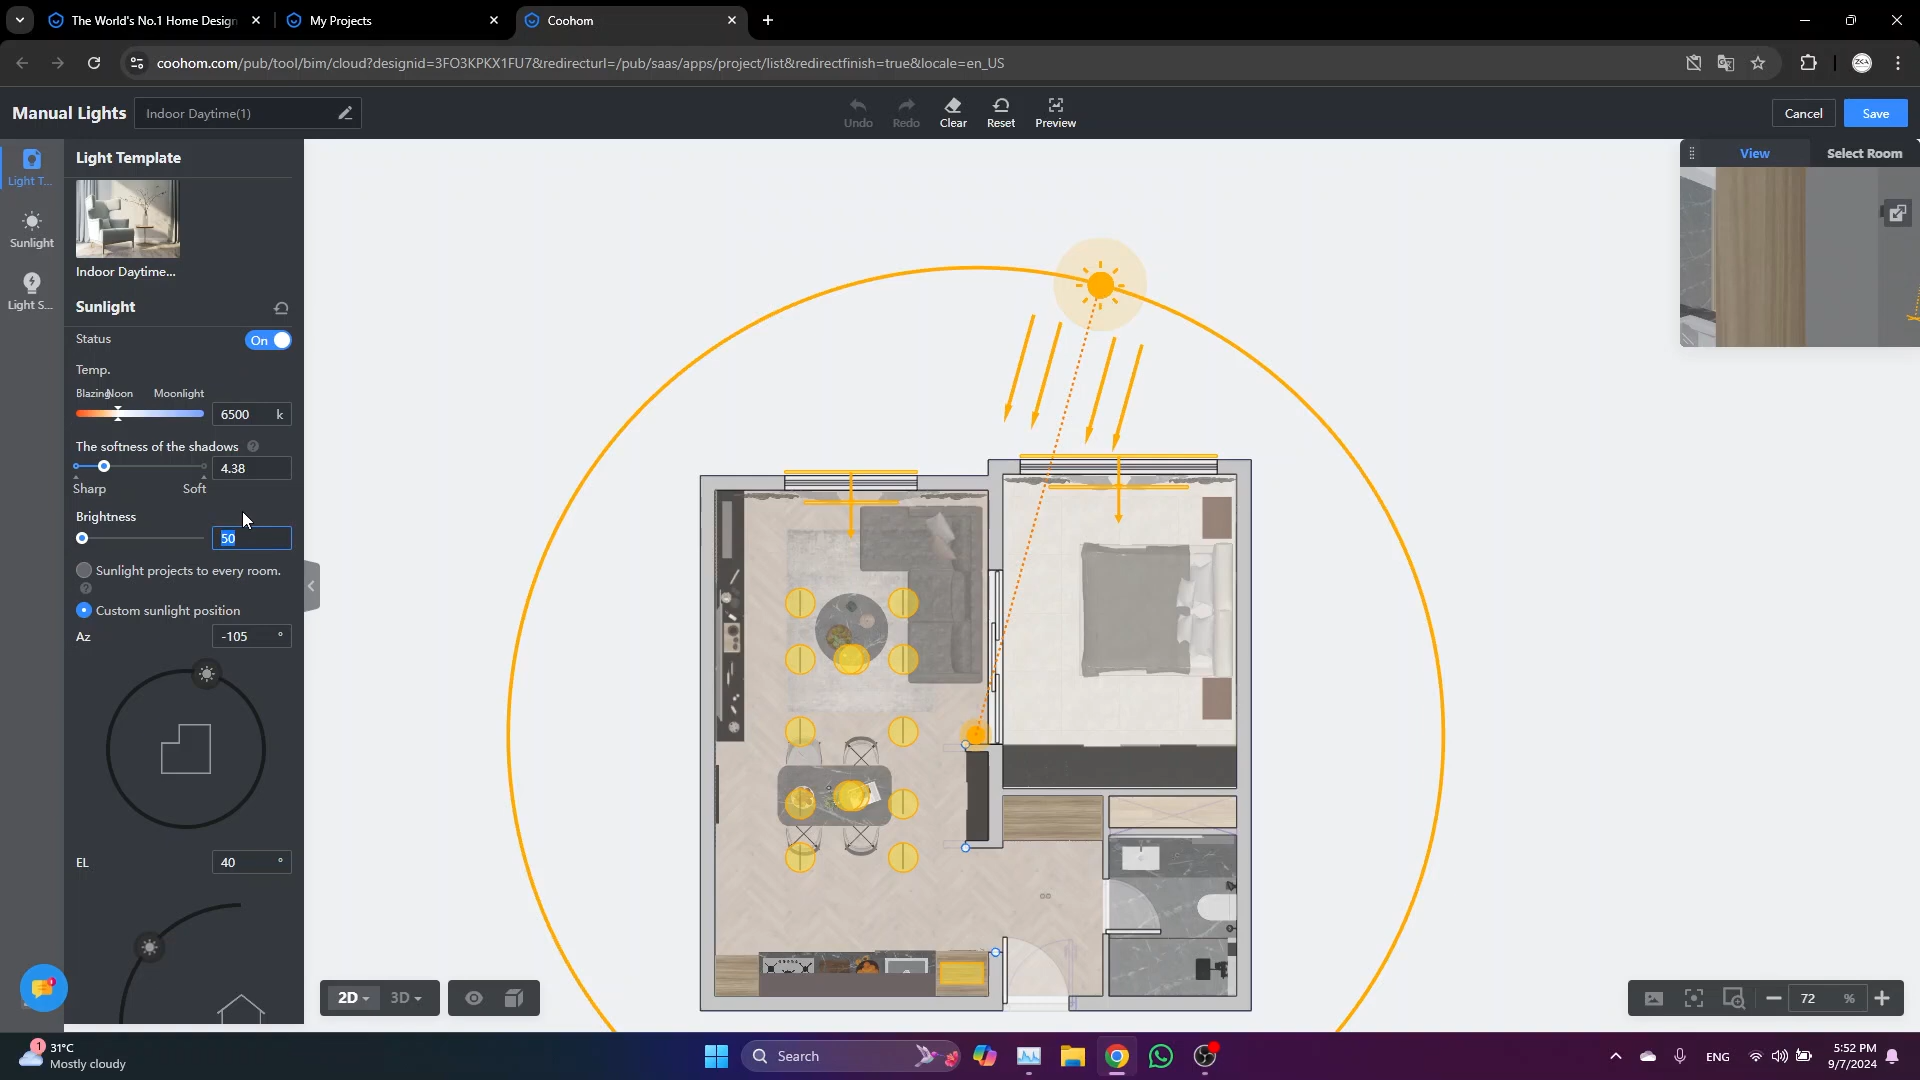 The World's No.1 Home Design
My Projects
Coohom
coohom.com/pub/tool/bim/cloud?designid=3FO3KPKX1FU7&redirecturl=/pub/saas/apps/project/list&redirectfinish=true&locale=en_US
Manual Lights
Indoor Daytime(1)
Undo
Redo
Clear
Reset
Preview
Cancel
Save
Light T...
Sunlight
Light S...
Light Template
Indoor Daytime...
Sunlight
Status
On
Temp.
Blazing
Noon
Moonlight
6500 k
The softness of the shadows
4.38
Sharp
Soft
Brightness
50
Sunlight projects to every room.
Custom sunlight position
Az
-105 °
EL
40 °
View
Select Room
2D
3D
72 %
1
31°C
Mostly cloudy
Search
ENG
5:52 PM
9/7/2024